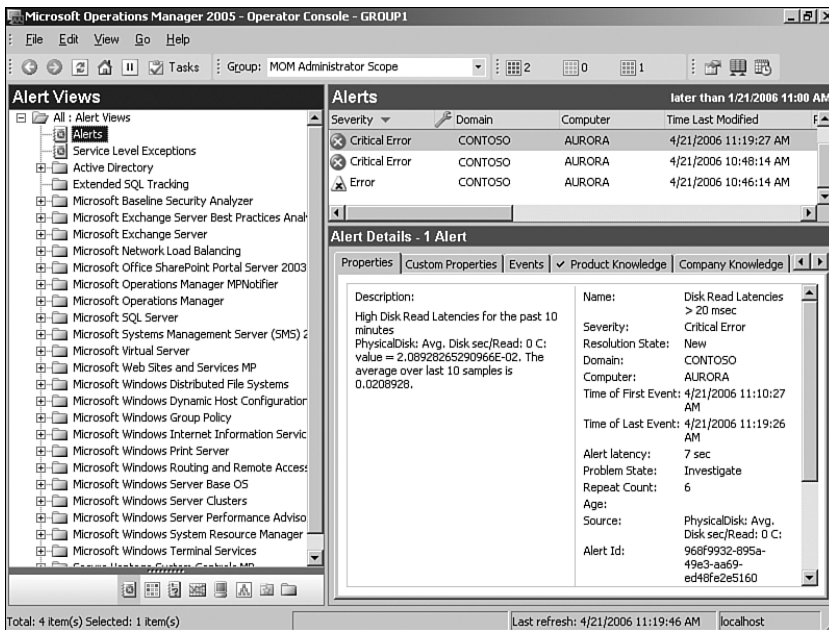 Microsoft Operations Manager 2005 - Operator Console - GROUP1
File Edit View Go Help
Tasks Group: MOM Administrator Scope 2 0 1
Alert Views
All : Alert Views
Alerts
Service Level Exceptions
Active Directory
Extended SQL Tracking
Microsoft Baseline Security Analyzer
Microsoft Exchange Server Best Practices Anal
Microsoft Exchange Server
Microsoft Network Load Balancing
Microsoft Office SharePoint Portal Server 2003
Microsoft Operations Manager MPNotifier
Microsoft Operations Manager
Microsoft SQL Server
Microsoft Systems Management Server (SMS) 2
Microsoft Virtual Server
Microsoft Web Sites and Services MP
Microsoft Windows Distributed File Systems
Microsoft Windows Dynamic Host Configuration
Microsoft Windows Group Policy
Microsoft Windows Internet Information Servic
Microsoft Windows Print Server
Microsoft Windows Routing and Remote Access
Microsoft Windows Server Base OS
Microsoft Windows Server Clusters
Microsoft Windows Server Performance Adviso
Microsoft Windows System Resource Manager
Microsoft Windows Terminal Services
Alerts later than 1/21/2006 11:00 AM
Severity Domain Computer Time Last Modified
Critical Error CONTOSO AURORA 4/21/2006 11:19:27 AM
Critical Error CONTOSO AURORA 4/21/2006 10:48:14 AM
Error CONTOSO AURORA 4/21/2006 10:46:14 AM
Alert Details - 1 Alert
Properties Custom Properties Events Product Knowledge Company Knowledge
Description:
High Disk Read Latencies for the past 10
minutes
PhysicalDisk: Avg. Disk sec/Read: 0 C:
value = 2.08928265290966E-02. The
average over last 10 samples is
0.0208928.
Name: Disk Read Latencies
> 20 msec
Severity: Critical Error
Resolution State: New
Domain: CONTOSO
Computer: AURORA
Time of First Event: 4/21/2006 11:10:27
AM
Time of Last Event: 4/21/2006 11:19:26
AM
Alert latency: 7 sec
Problem State: Investigate
Repeat Count: 6
Age:
Source: PhysicalDisk: Avg.
Disk sec/Read: 0 C:
Alert Id: 968f9932-895a-
49e3-aa69-
ed48fe2e5160
Total: 4 item(s) Selected: 1 item(s) Last refresh: 4/21/2006 11:19:46 AM localhost